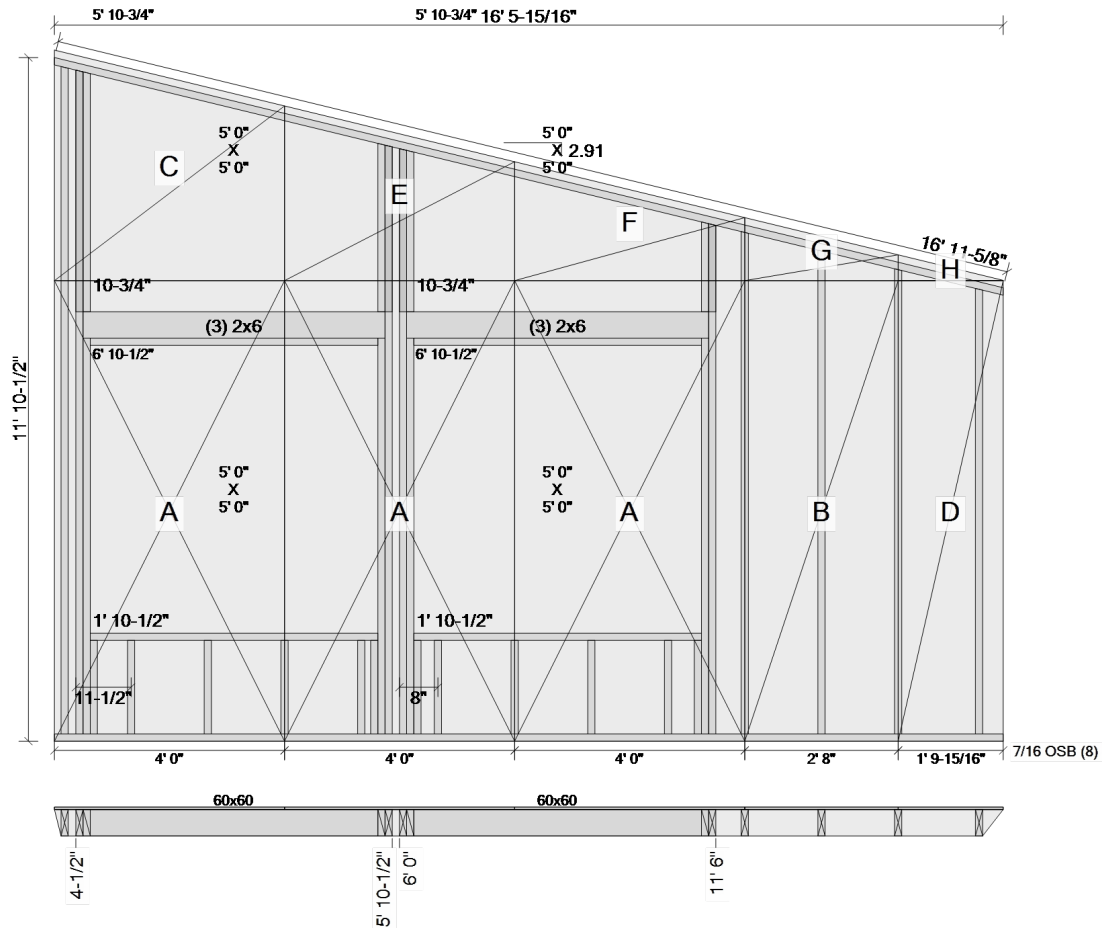 5' 10-3/4"
5' 10-3/4" 16' 5-15/16"
5' 0"
X
5' 0"
5' 0"
X 2.91
5' 0"
C
E
F
G
H
16' 11-5/8"
10-3/4"
10-3/4"
(3) 2x6
(3) 2x6
6' 10-1/2"
6' 10-1/2"
11' 10-1/2"
5' 0"
X
5' 0"
5' 0"
X
5' 0"
A
A
A
B
D
1' 10-1/2"
1' 10-1/2"
11-1/2"
8"
4' 0"
4' 0"
4' 0"
2' 8"
1' 9-15/16"
7/16 OSB (8)
60x60
60x60
4-1/2"
5' 10-1/2"
6' 0"
11' 6"